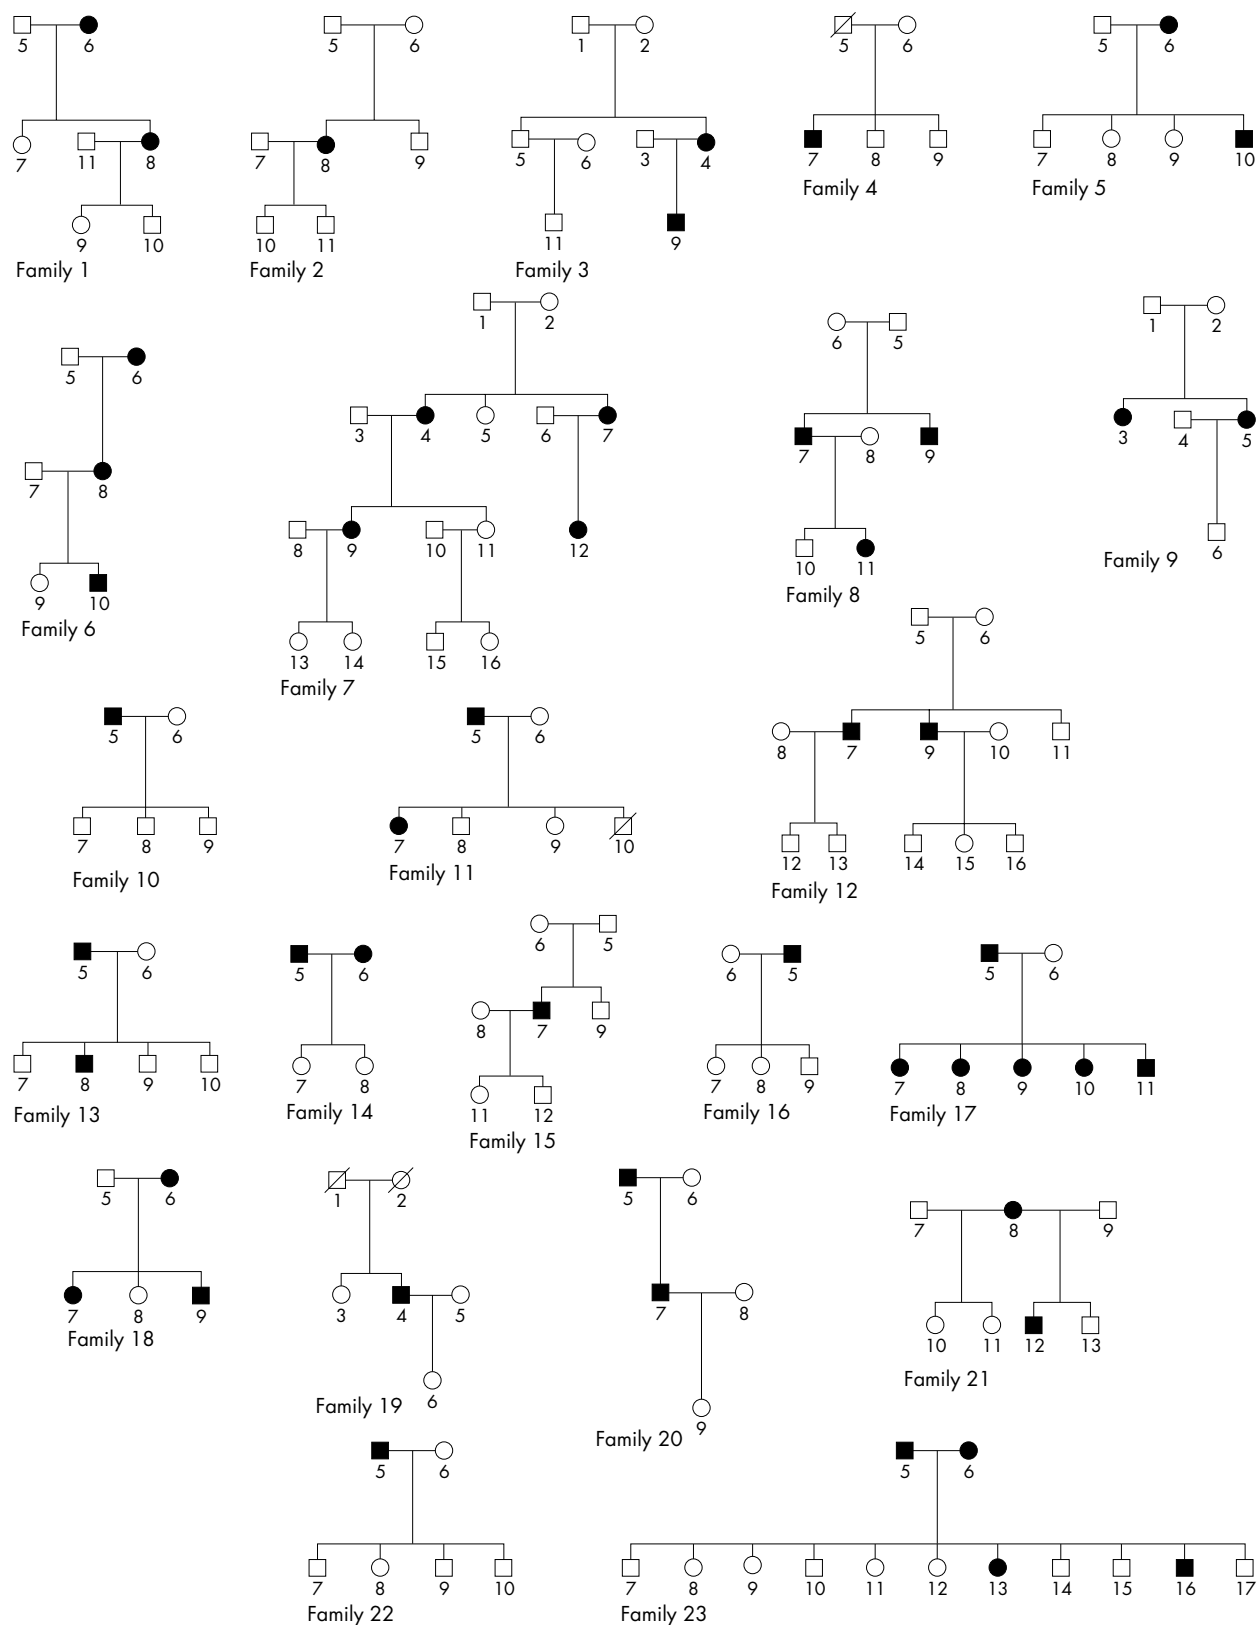 5 6 5 6 1 2 5 6 5 6
7 11 8 7 8 9 5 6 3 4 7 8 9 7 8 9 10
Family 4 Family 5
9 10 10 11 11 9
Family 1 Family 2 Family 3
1 2 6 5 1 2
5 6
3 4 5 6 7 7 8 9 3 4 5
7 8
8 9 10 11 12 10 11 6
Family 9
9 10 Family 8
Family 6
13 14 15 16 5 6
Family 7
5 6 5 6 8 7 9 10 11
7 8 9 7 8 9 10
Family 10 Family 11
12 13 14 15 16
Family 12
6 5
5 6 5 6 6 5 5 6
8 7 9
7 8 9 10 7 8 11 12 7 8 9 7 8 9 10 11
Family 13 Family 14 Family 15 Family 16 Family 17
5 6 1 2 5 6
7 8 9
7 8 9 3 4 5 7 8
Family 18
10 11 12 13
6 9
Family 19 Family 20 Family 21
5 6 5 6
7 8 9 10 7 8 9 10 11 12 13 14 15 16 17
Family 22 Family 23